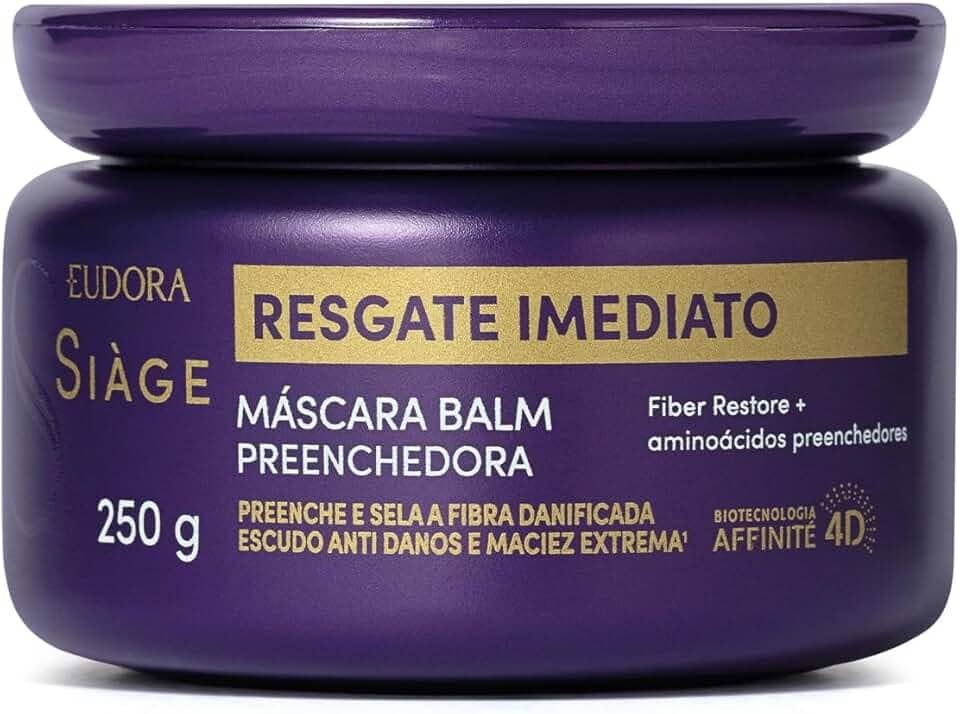 EUDORA
SIÀGE
250 g
RESGATE IMEDIATO
MÁSCARA BALM
PREENCHEDORA
Fiber Restore +
aminoácidos preenchedores
PREENCHE E SELA A FIBRA DANIFICADA
ESCUDO ANTI DANOS E MACIEZ EXTREMA¹
BIOTECNOLOGIA
AFFINITÉ 4D